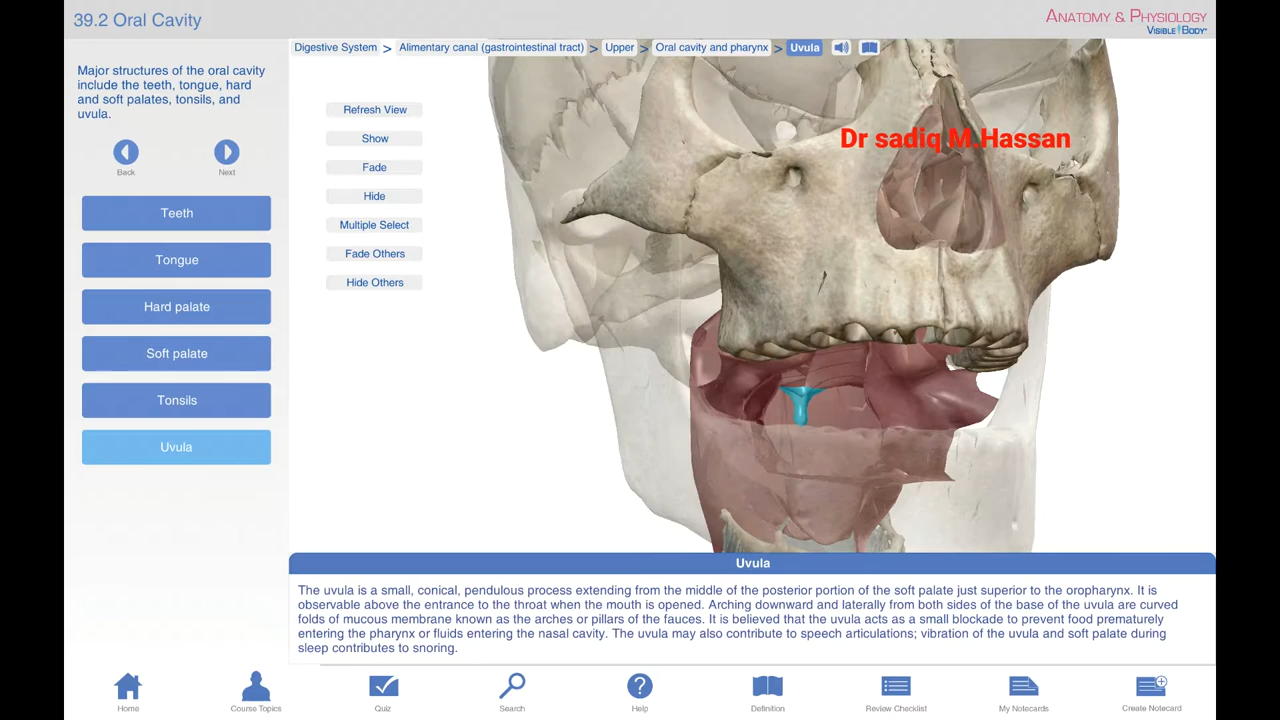 39.2 Oral Cavity
ANATOMY & PHYSIOLOGY
VISIBLE BODY®
Digestive System > Alimentary canal (gastrointestinal tract) > Upper > Oral cavity and pharynx > Uvula
Major structures of the oral cavity
include the teeth, tongue, hard
and soft palates, tonsils, and
uvula.
Back
Next
Teeth
Tongue
Hard palate
Soft palate
Tonsils
Uvula
Refresh View
Show
Fade
Hide
Multiple Select
Fade Others
Hide Others
Dr sadiq M.Hassan
Uvula
The uvula is a small, conical, pendulous process extending from the middle of the posterior portion of the soft palate just superior to the oropharynx. It is
observable above the entrance to the throat when the mouth is opened. Arching downward and laterally from both sides of the base of the uvula are curved
folds of mucous membrane known as the arches or pillars of the fauces. It is believed that the uvula acts as a small blockade to prevent food prematurely
entering the pharynx or fluids entering the nasal cavity. The uvula may also contribute to speech articulations; vibration of the uvula and soft palate during
sleep contributes to snoring.
Home
Course Topics
Quiz
Search
Help
Definition
Review Checklist
My Notecards
Create Notecard